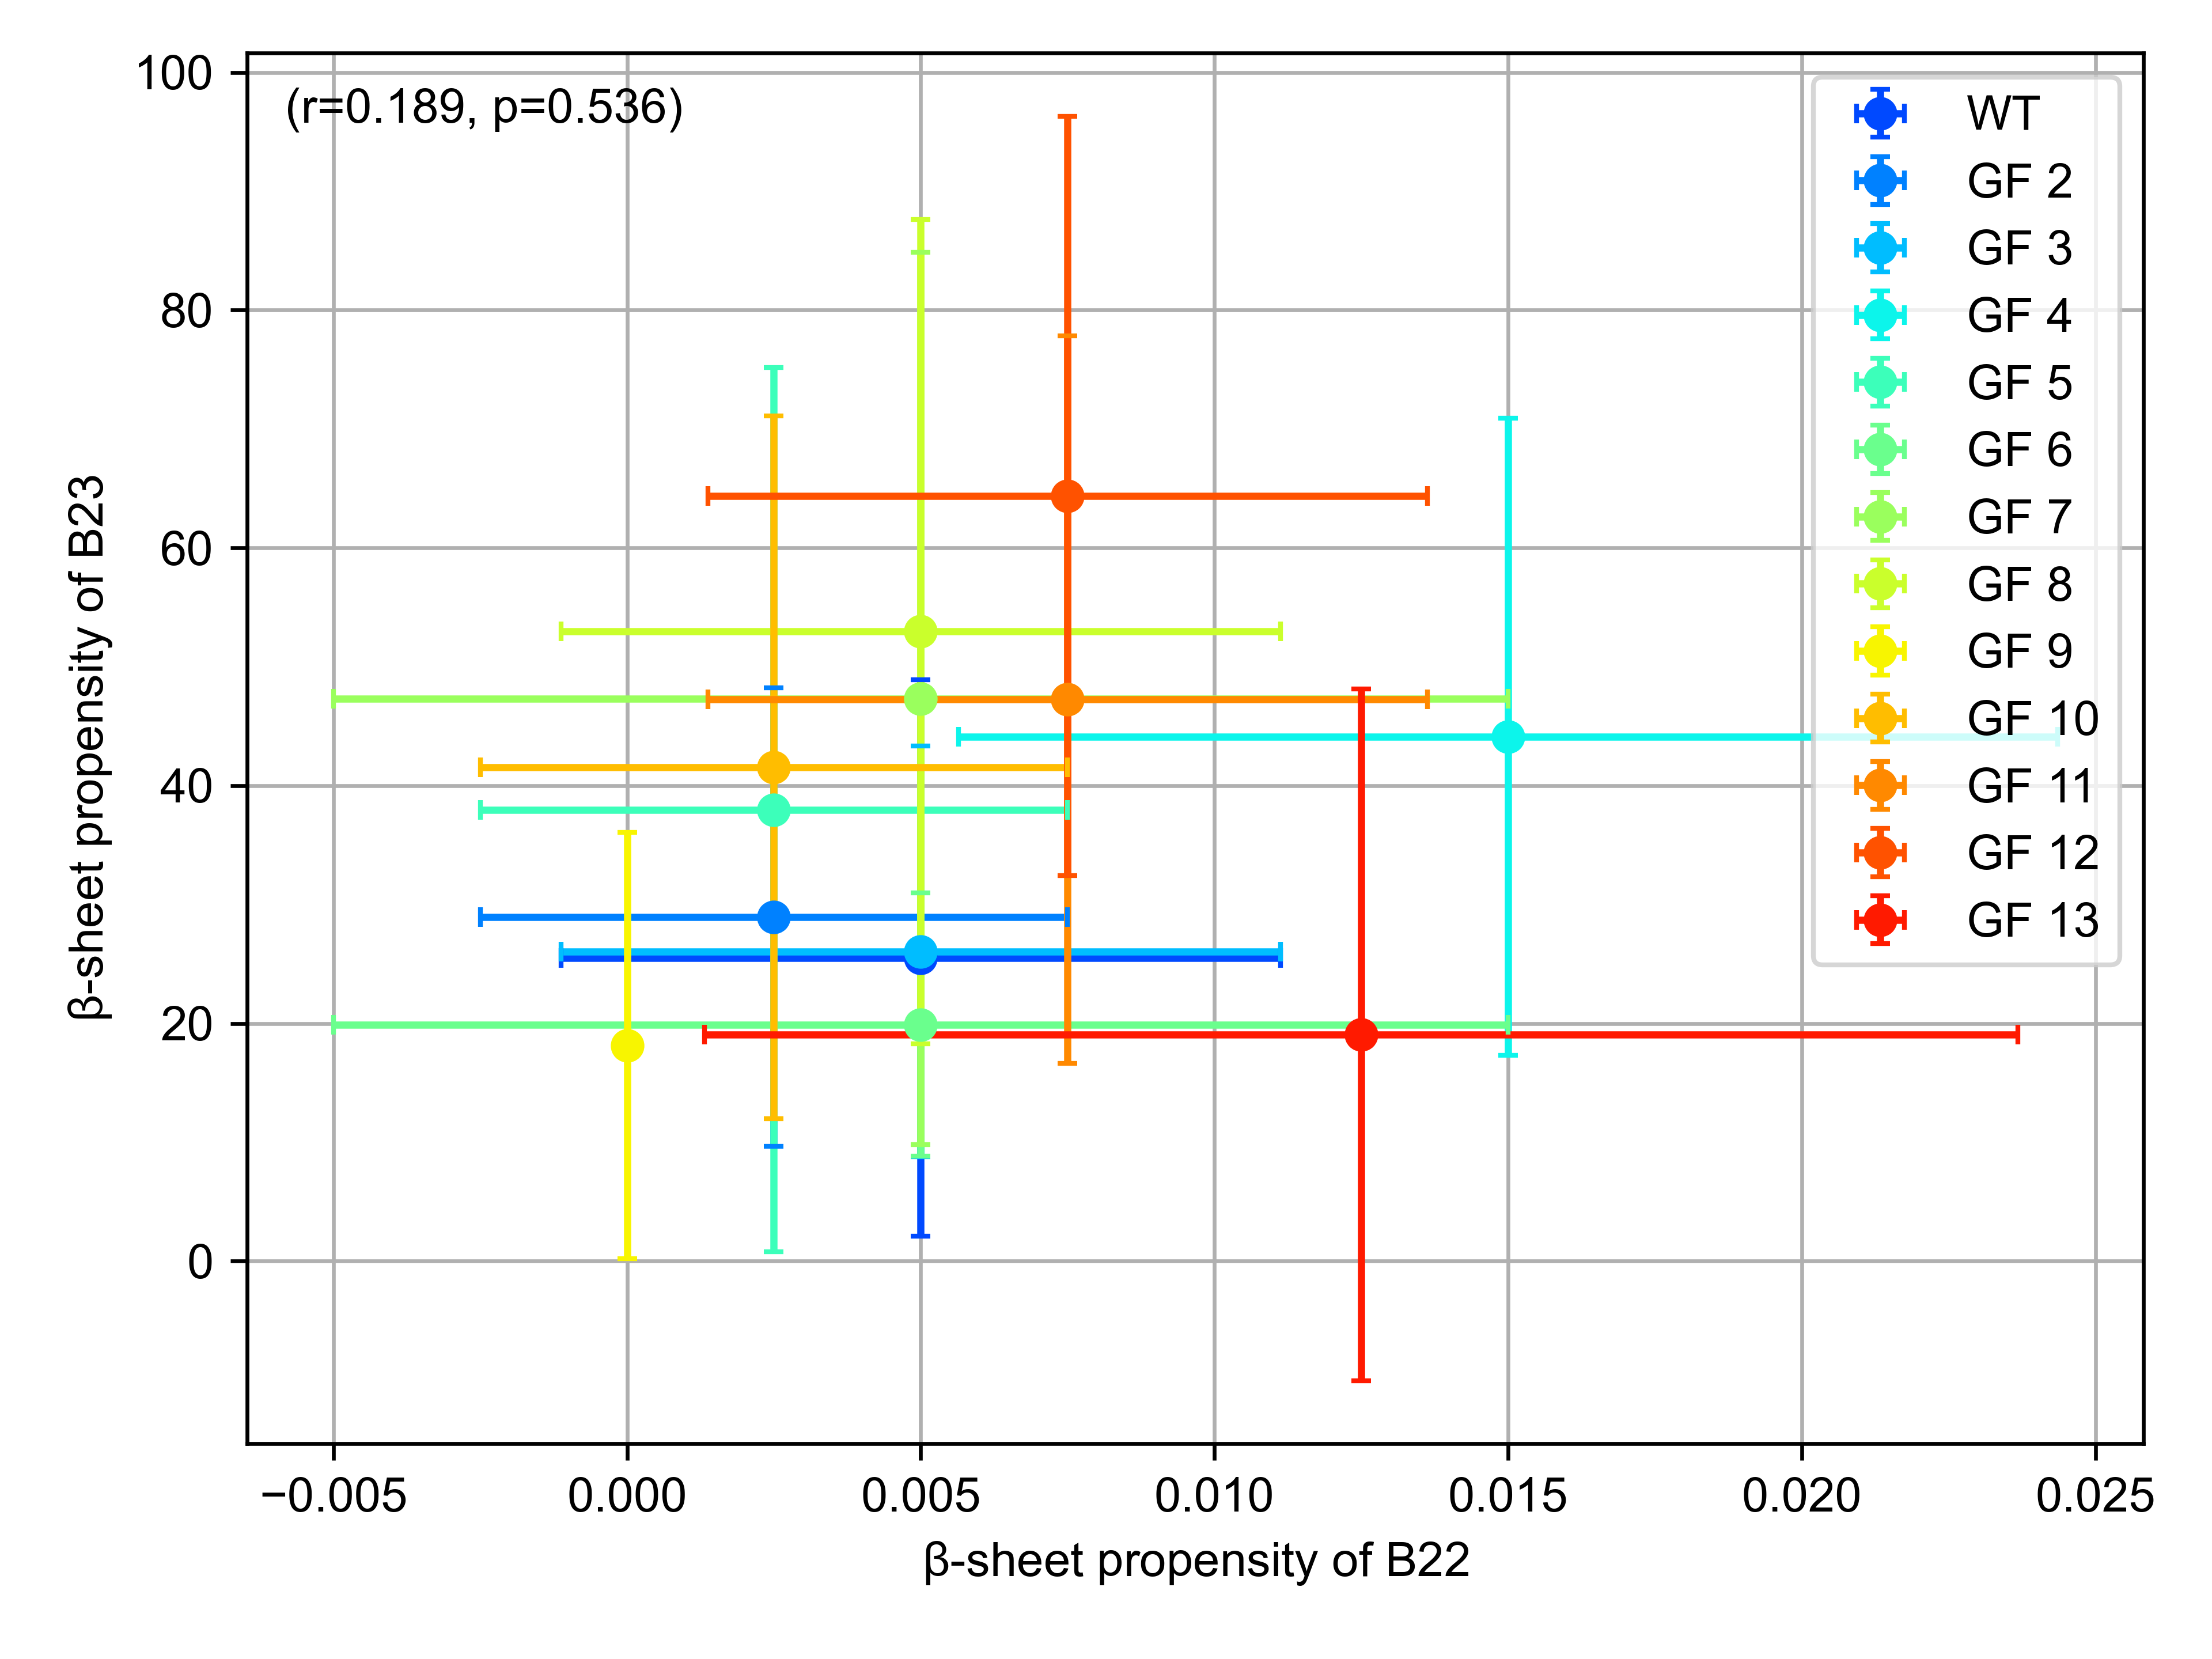 (r=0.189, p=0.536)
WT
GF 2
GF 3
GF 4
GF 5
GF 6
GF 7
GF 8
GF 9
GF 10
GF 11
GF 12
GF 13
β-sheet propensity of B23
100
80
60
40
20
0
−0.005 0.000 0.005 0.010 0.015 0.020 0.025
β-sheet propensity of B22